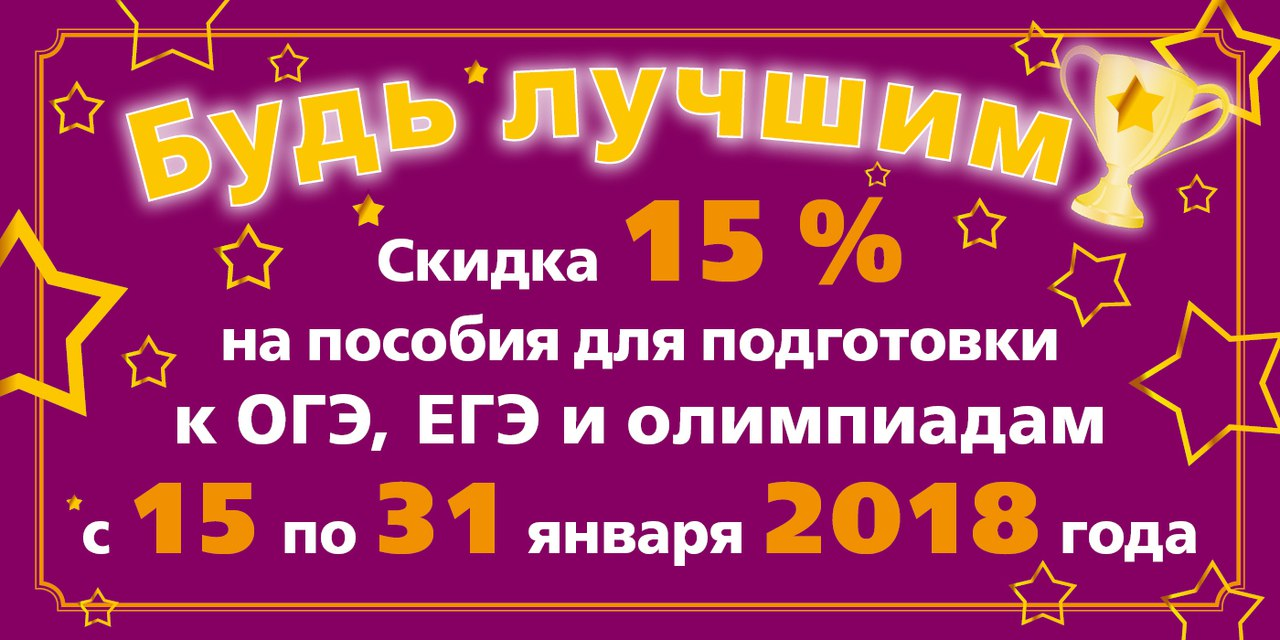 Будь лучшим
Скидка 15 %
на пособия для подготовки
к ОГЭ, ЕГЭ и олимпиадам
с 15 по 31 января 2018 года